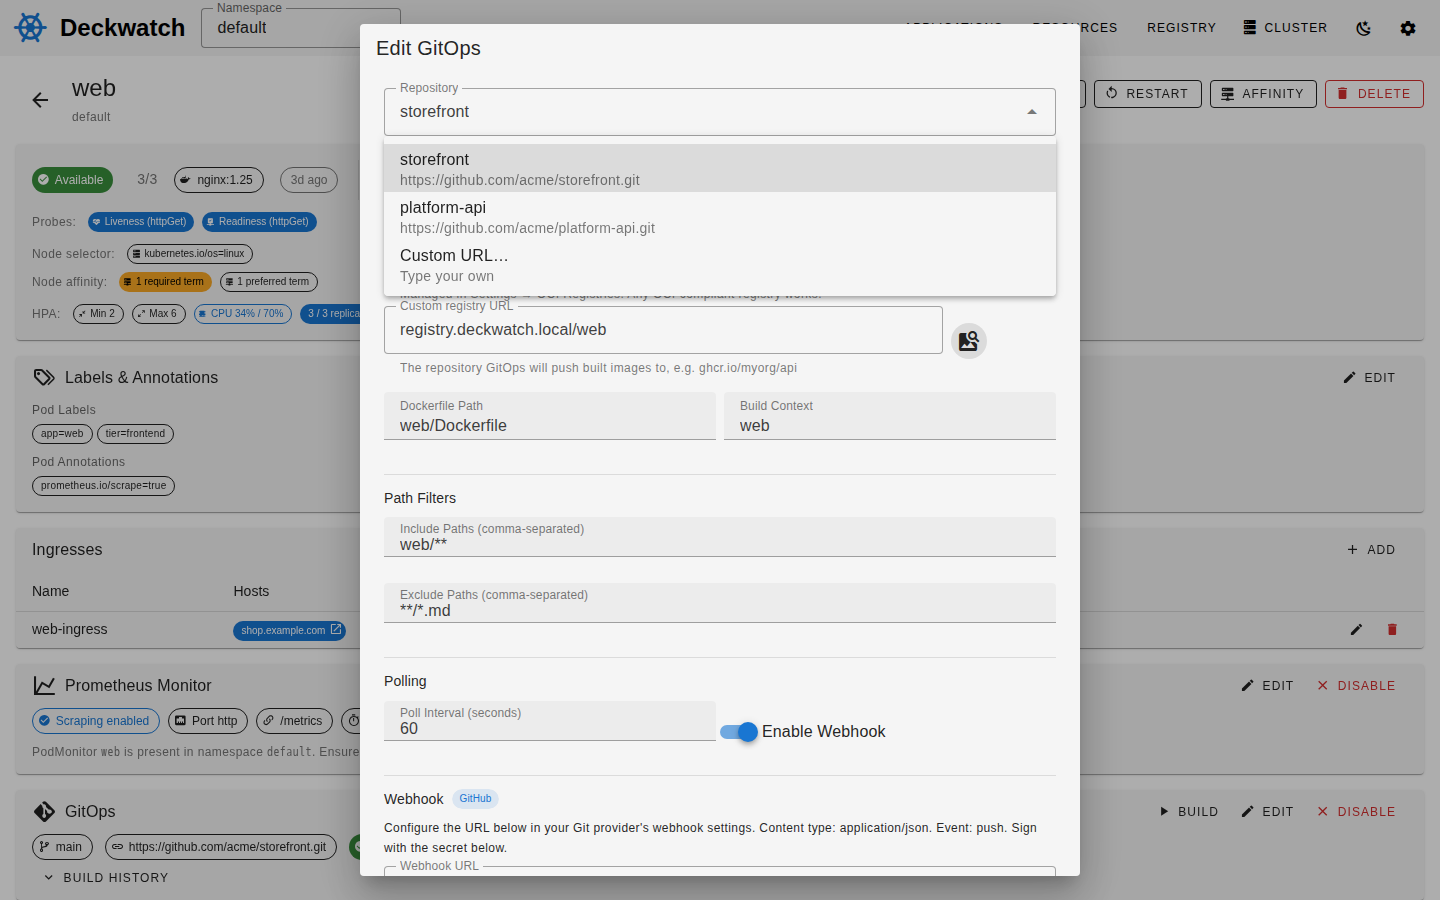 Deckwatch
Namespace
default
REGISTRY
CLUSTER
web
default
RESTART
AFFINITY
DELETE
Available
3/3
nginx:1.25
3d ago
Probes:
Liveness (httpGet)
Readiness (httpGet)
Node selector:
kubernetes.io/os=linux
Node affinity:
1 required term
1 preferred term
HPA:
Min 2
Max 6
CPU 34% / 70%
3 / 3 replica
Labels & Annotations
EDIT
Pod Labels
app=web
tier=frontend
Pod Annotations
prometheus.io/scrape=true
Ingresses
ADD
Name
Hosts
web-ingress
shop.example.com
Prometheus Monitor
EDIT
DISABLE
Scraping enabled
Port http
/metrics
PodMonitor web is present in namespace default. Ensure
GitOps
BUILD
EDIT
DISABLE
main
https://github.com/acme/storefront.git
BUILD HISTORY
Edit GitOps
Repository
storefront
storefront
https://github.com/acme/storefront.git
platform-api
https://github.com/acme/platform-api.git
Custom URL…
Type your own
Custom registry URL
registry.deckwatch.local/web
The repository GitOps will push built images to, e.g. ghcr.io/myorg/api
Dockerfile Path
web/Dockerfile
Build Context
web
Path Filters
Include Paths (comma-separated)
web/**
Exclude Paths (comma-separated)
**/*.md
Polling
Poll Interval (seconds)
60
Enable Webhook
Webhook
GitHub
Configure the URL below in your Git provider's webhook settings. Content type: application/json. Event: push. Sign
with the secret below.
Webhook URL